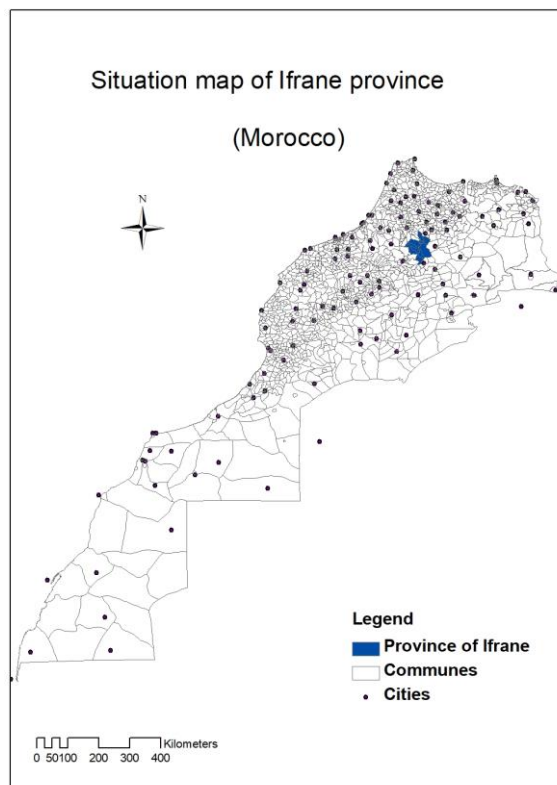 Situation map of Ifrane province
(Morocco)
N
Legend
Province of Ifrane
Communes
Cities
Kilometers
0 50100 200 300 400